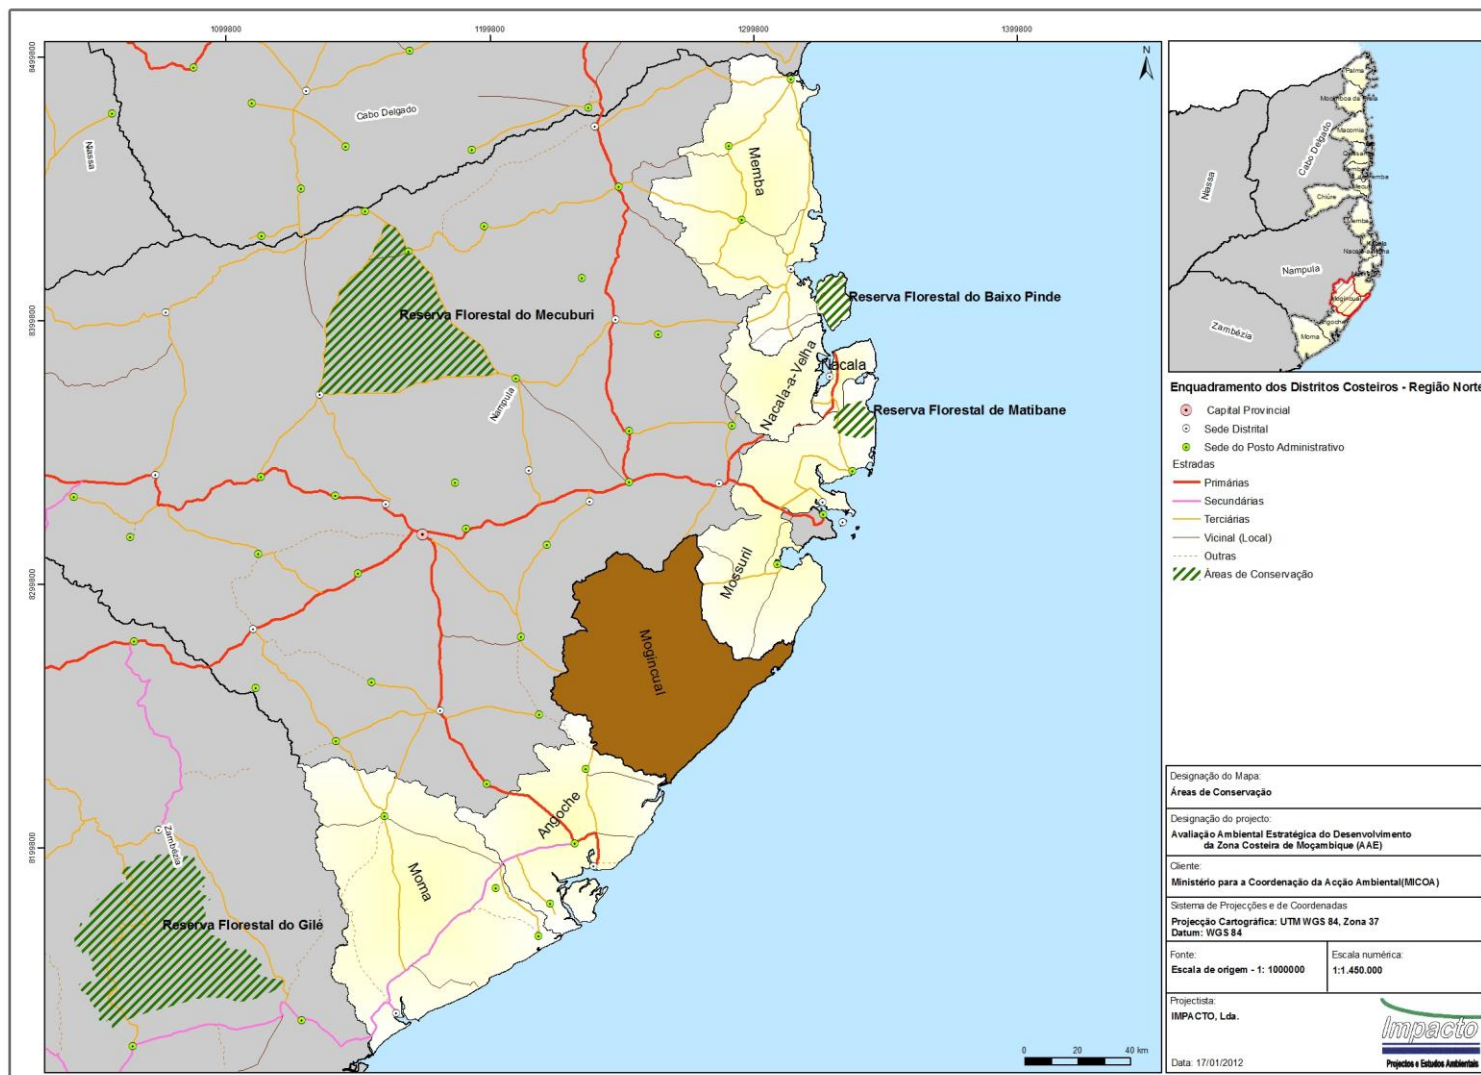 1099800
1199800
1299800
1399800
8499800
8399800
8299800
8199800
N
Cabo Delgado
Niassa
Memba
Reserva Florestal do Baixo Pinde
Reserva Florestal do Mecuburi
Nacala-a-Velha
Nacala
Nampula
Reserva Florestal de Matibane
Mossuril
Mogincual
Angoche
Moma
Zambézia
Reserva Florestal do Gilé
0 20 40 km
Palma
Macomia
Cabo Delgado
Niassa
Chiúre
Nampula
Mogincual
Angoche
Zambézia
Moma
Enquadramento dos Distritos Costeiros - Região Norte
Capital Provincial
Sede Distrital
Sede do Posto Administrativo
Estradas
Primárias
Secundárias
Terciárias
Vicinal (Local)
Outras
Áreas de Conservação
Designação do Mapa:
Áreas de Conservação
Designação do projecto:
Avaliação Ambiental Estratégica do Desenvolvimento
da Zona Costeira de Moçambique (AAE)
Cliente:
Ministério para a Coordenação da Acção Ambiental(MICOA)
Sistema de Projecções e de Coordenadas
Projecção Cartográfica: UTM WGS 84, Zona 37
Datum: WGS 84
Fonte:
Escala de origem - 1: 1000000
Escala numérica:
1:1.450.000
Projectista:
IMPACTO, Lda.
Impacto
Projectos e Estudos Ambientais
Data: 17/01/2012